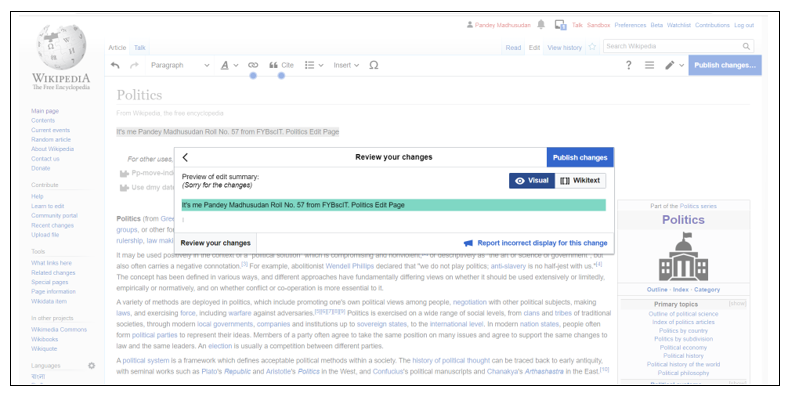 Pandey Madhusudan Talk Sandbox Preferences Beta Watchlist Contributions Log out
Article Talk
Read Edit View history
Search Wikipedia
Paragraph
A
Cite
Insert
Ω
?
Publish changes...
WIKIPEDIA
The Free Encyclopedia
Main page
Contents
Current events
Random article
About Wikipedia
Contact us
Donate
Contribute
Help
Learn to edit
Community portal
Recent changes
Upload file
Tools
What links here
Related changes
Special pages
Page information
Wikidata item
In other projects
Wikimedia Commons
Wikibooks
Wikiquote
Languages
বাংলা
Politics
From Wikipedia, the free encyclopedia
It's me Pandey Madhusudan Roll No. 57 from FYBscIT. Politics Edit Page
For other uses,
Pp-move-ind
Use dmy date
Review your changes
Publish changes
Preview of edit summary:
(Sorry for the changes)
Visual
[[]] Wikitext
It's me Pandey Madhusudan Roll No. 57 from FYBscIT. Politics Edit Page
Review your changes
Report incorrect display for this change
Politics (from Gree
groups, or other for
rulership, law maki
It may be used positively in the context of a "political solution" which is compromising and nonviolent, or descriptively as "the art or science of government", but
also often carries a negative connotation.[3] For example, abolitionist Wendell Phillips declared that "we do not play politics; anti-slavery is no half-jest with us."[4]
The concept has been defined in various ways, and different approaches have fundamentally differing views on whether it should be used extensively or limitedly,
empirically or normatively, and on whether conflict or co-operation is more essential to it.
A variety of methods are deployed in politics, which include promoting one's own political views among people, negotiation with other political subjects, making
laws, and exercising force, including warfare against adversaries.[5][6][7][8][9] Politics is exercised on a wide range of social levels, from clans and tribes of traditional
societies, through modern local governments, companies and institutions up to sovereign states, to the international level. In modern nation states, people often
form political parties to represent their ideas. Members of a party often agree to take the same position on many issues and agree to support the same changes to
law and the same leaders. An election is usually a competition between different parties.
A political system is a framework which defines acceptable political methods within a society. The history of political thought can be traced back to early antiquity,
with seminal works such as Plato's Republic and Aristotle's Politics in the West, and Confucius's political manuscripts and Chanakya's Arthashastra in the East.[10]
Part of the Politics series
Politics
Outline · Index · Category
Primary topics [show]
Outline of political science
Index of politics articles
Politics by country
Politics by subdivision
Political economy
Political history
Political history of the world
Political philosophy